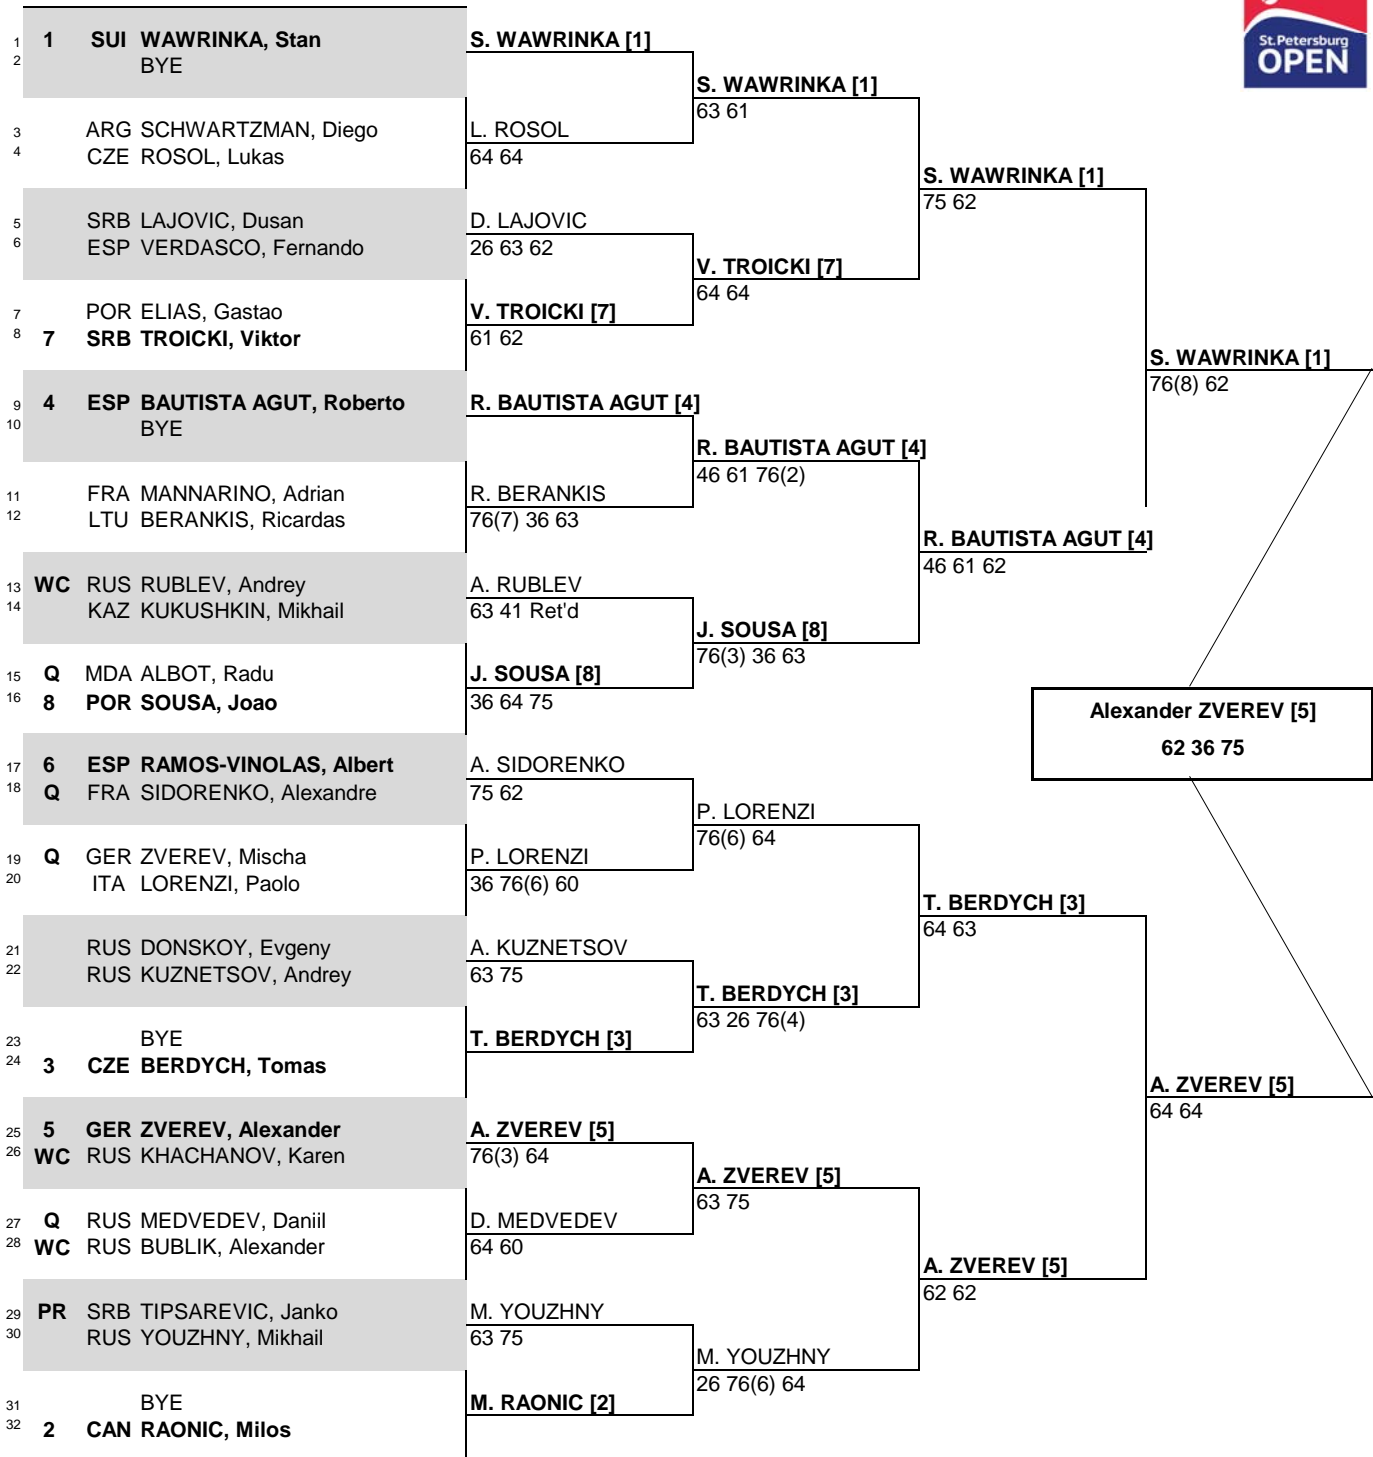 St.Petersburg
OPEN
1 1 SUI WAWRINKA, Stan
2 BYE
3 ARG SCHWARTZMAN, Diego
4 CZE ROSOL, Lukas
5 SRB LAJOVIC, Dusan
6 ESP VERDASCO, Fernando
7 POR ELIAS, Gastao
8 7 SRB TROICKI, Viktor
9 4 ESP BAUTISTA AGUT, Roberto
10 BYE
11 FRA MANNARINO, Adrian
12 LTU BERANKIS, Ricardas
13 WC RUS RUBLEV, Andrey
14 KAZ KUKUSHKIN, Mikhail
15 Q MDA ALBOT, Radu
16 8 POR SOUSA, Joao
17 6 ESP RAMOS-VINOLAS, Albert
18 Q FRA SIDORENKO, Alexandre
19 Q GER ZVEREV, Mischa
20 ITA LORENZI, Paolo
21 RUS DONSKOY, Evgeny
22 RUS KUZNETSOV, Andrey
23 BYE
24 3 CZE BERDYCH, Tomas
25 5 GER ZVEREV, Alexander
26 WC RUS KHACHANOV, Karen
27 Q RUS MEDVEDEV, Daniil
28 WC RUS BUBLIK, Alexander
29 PR SRB TIPSAREVIC, Janko
30 RUS YOUZHNY, Mikhail
31 BYE
32 2 CAN RAONIC, Milos
S. WAWRINKA [1]
L. ROSOL
64 64
D. LAJOVIC
26 63 62
V. TROICKI [7]
61 62
R. BAUTISTA AGUT [4]
R. BERANKIS
76(7) 36 63
A. RUBLEV
63 41 Ret'd
J. SOUSA [8]
36 64 75
A. SIDORENKO
75 62
P. LORENZI
36 76(6) 60
A. KUZNETSOV
63 75
T. BERDYCH [3]
A. ZVEREV [5]
76(3) 64
D. MEDVEDEV
64 60
M. YOUZHNY
63 75
M. RAONIC [2]
S. WAWRINKA [1]
63 61
V. TROICKI [7]
64 64
R. BAUTISTA AGUT [4]
46 61 76(2)
J. SOUSA [8]
76(3) 36 63
P. LORENZI
76(6) 64
T. BERDYCH [3]
63 26 76(4)
A. ZVEREV [5]
63 75
M. YOUZHNY
26 76(6) 64
S. WAWRINKA [1]
75 62
R. BAUTISTA AGUT [4]
46 61 62
T. BERDYCH [3]
64 63
A. ZVEREV [5]
62 62
S. WAWRINKA [1]
76(8) 62
A. ZVEREV [5]
64 64
Alexander ZVEREV [5]
62 36 75